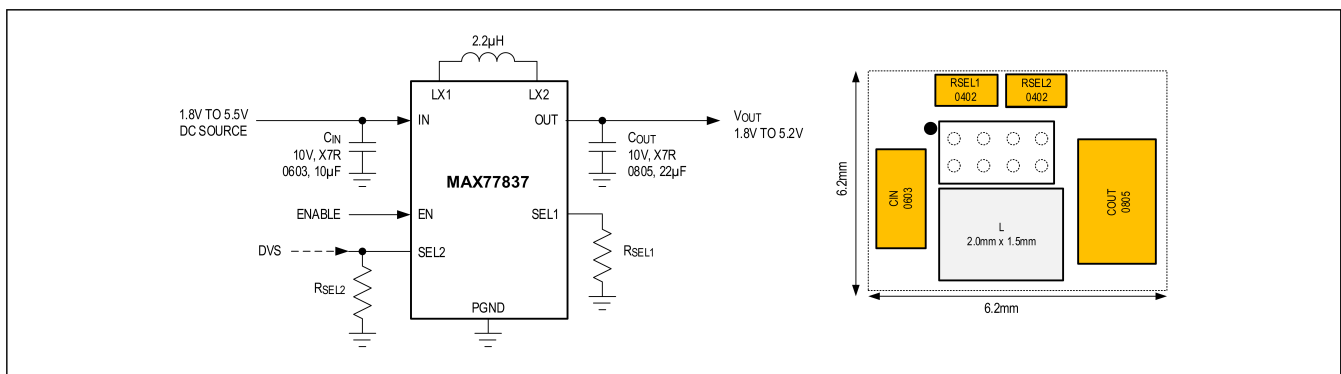 2.2µH
LX1
LX2
1.8V TO 5.5V
DC SOURCE
IN
OUT
VOUT
1.8V TO 5.2V
CIN
10V, X7R
0603, 10µF
COUT
10V, X7R
0805, 22µF
MAX77837
ENABLE
EN
SEL1
DVS
SEL2
RSEL1
RSEL2
PGND
RSEL1
0402
RSEL2
0402
6.2mm
CIN
0603
L
2.0mm x 1.5mm
COUT
0805
6.2mm